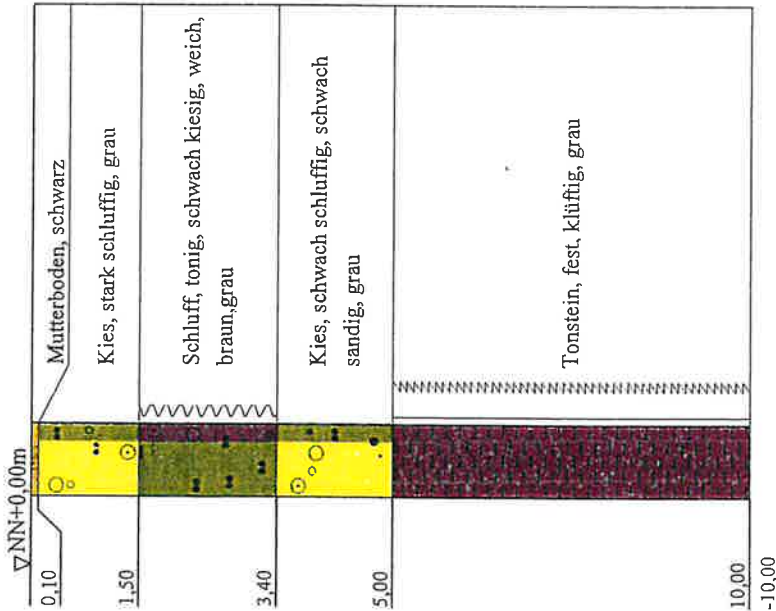 ▽NN+0,00m
0,10
Mutterboden, schwarz
Kies, stark schluffig, grau
1,50
Schluff, tonig, schwach kiesig, weich,
braun,grau
3,40
Kies, schwach schluffig, schwach
sandig, grau
5,00
Tonstein, fest, klüftig, grau
10,00
-10,00